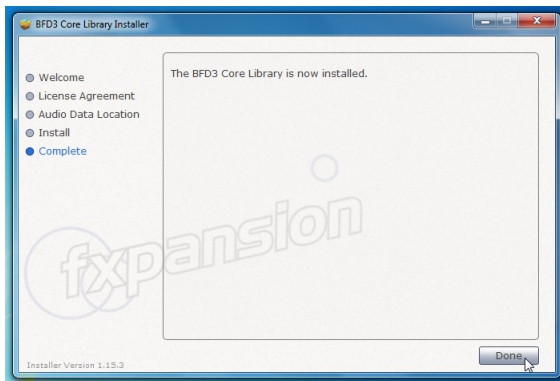 BFD3 Core Library Installer
Welcome
License Agreement
Audio Data Location
Install
Complete
The BFD3 Core Library is now installed.
fxpansion
Done
Installer Version 1.15.3